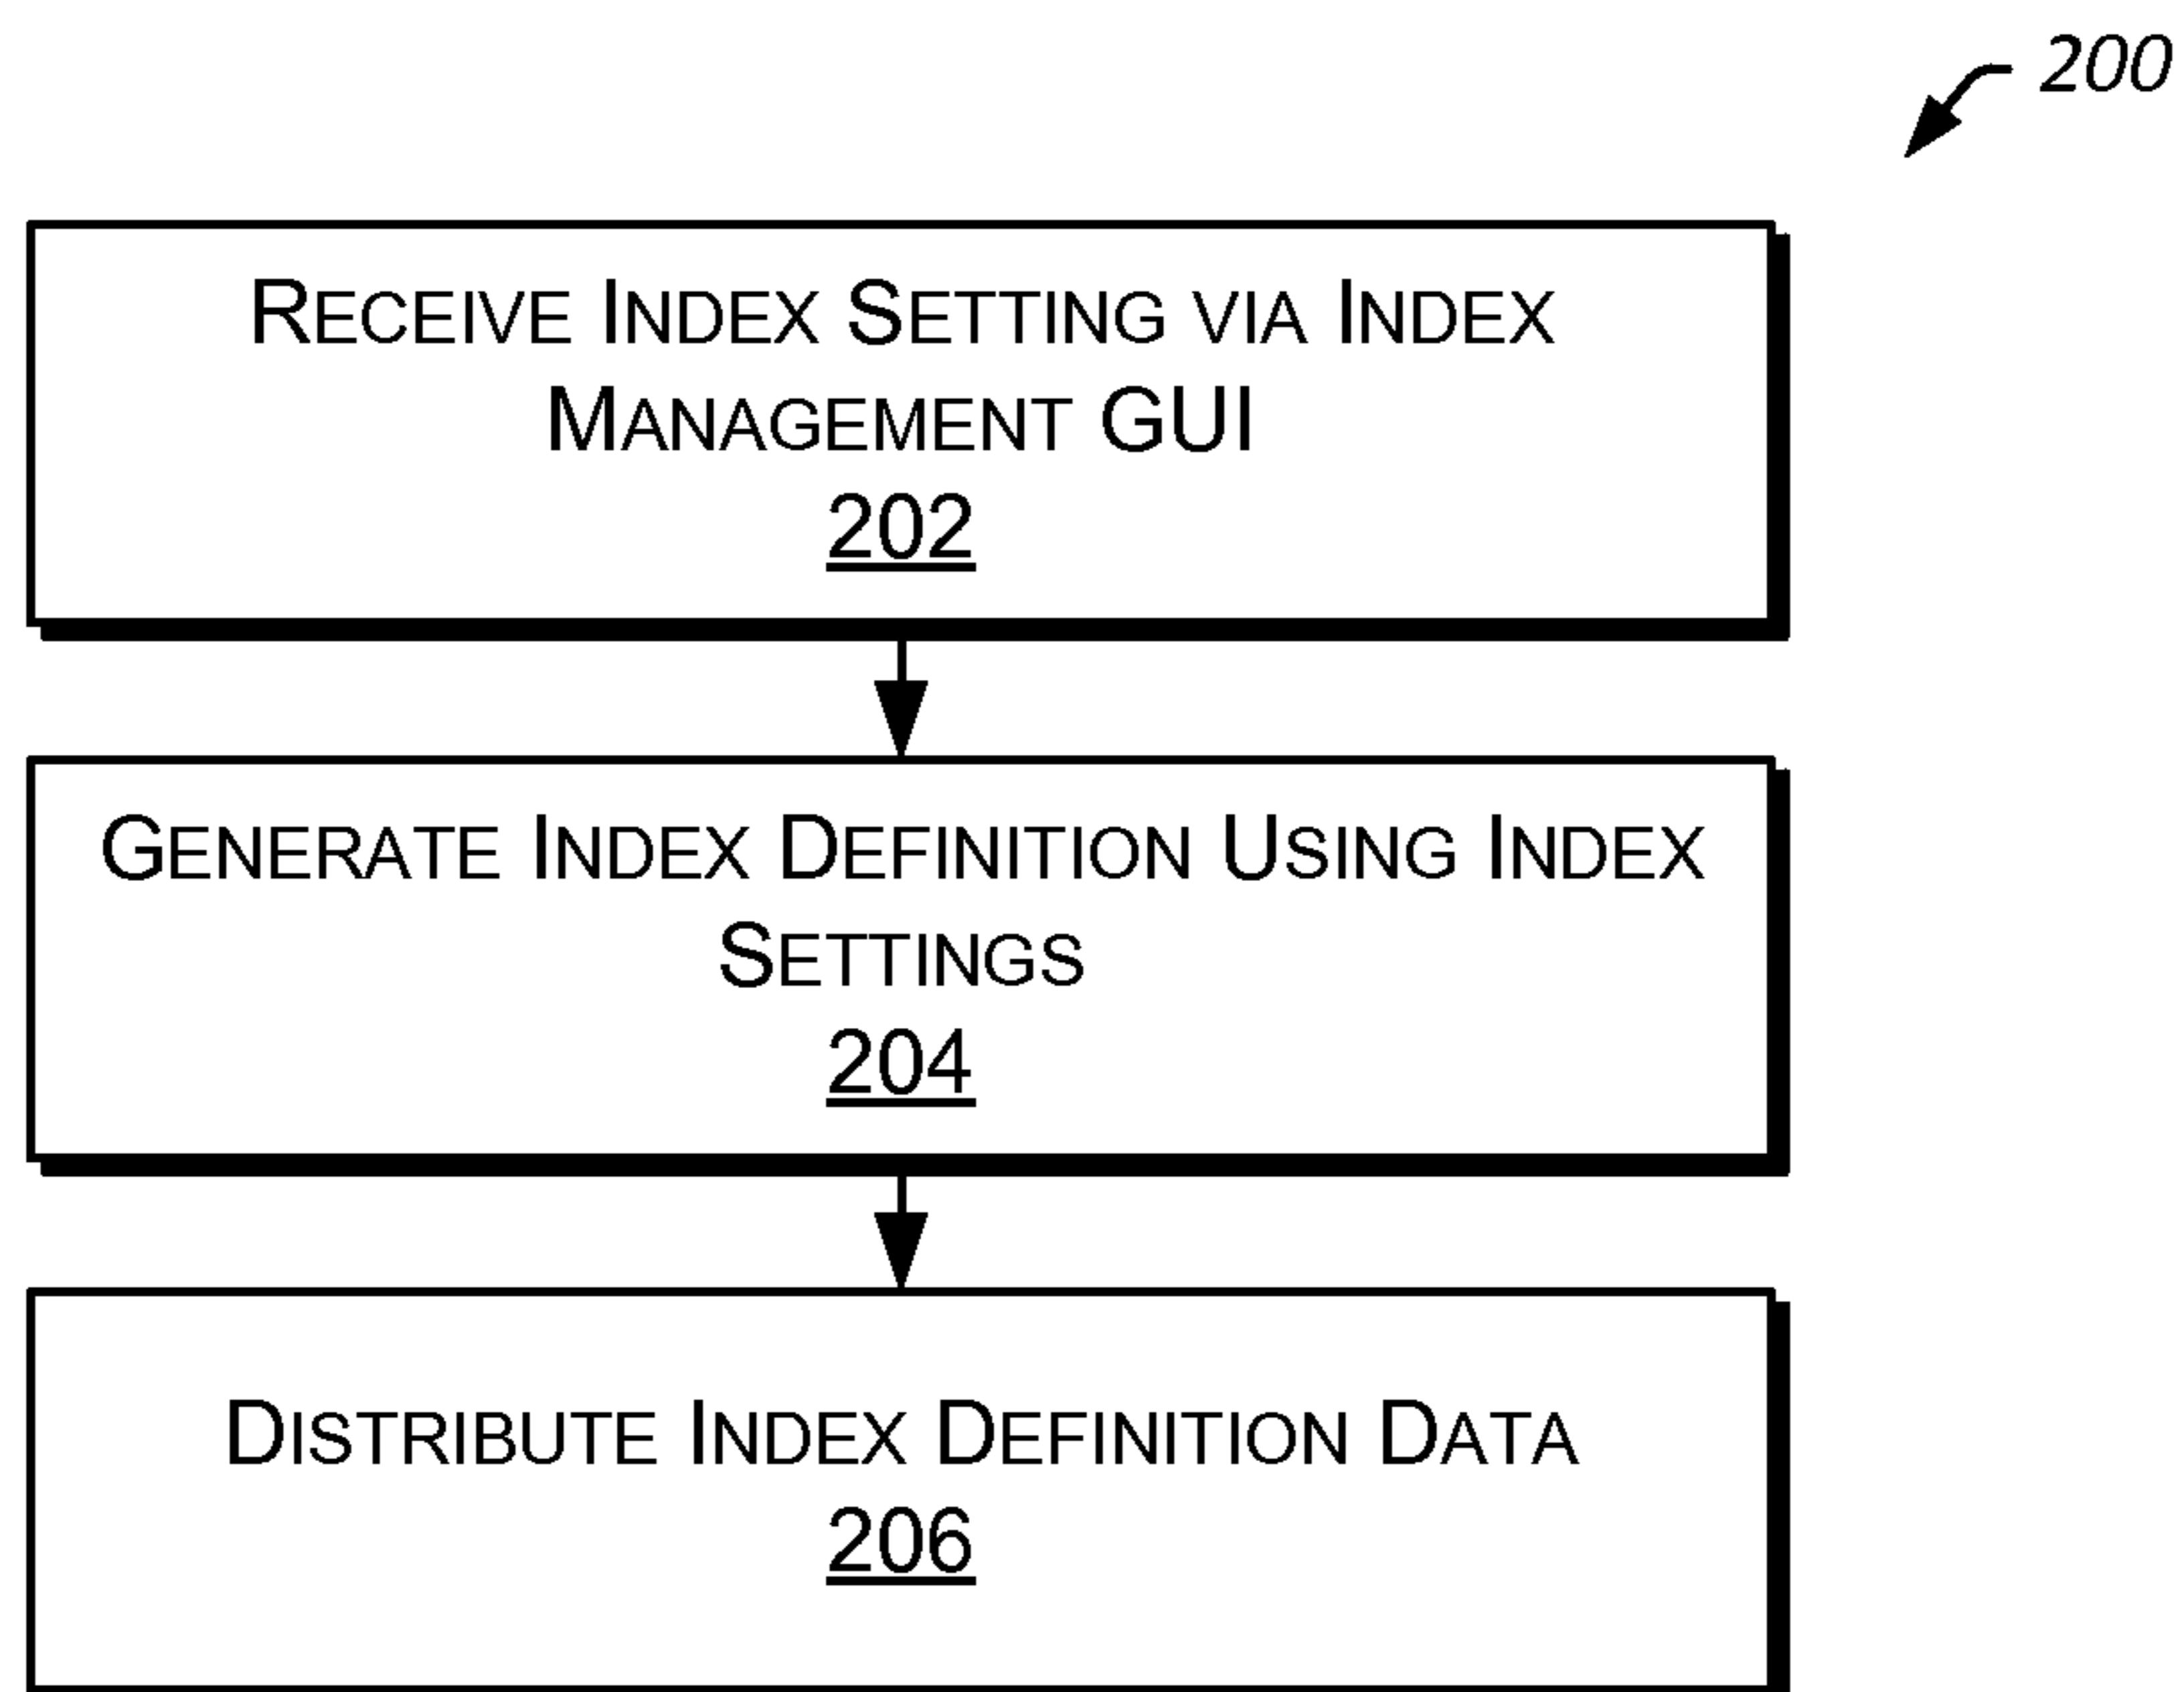 200
Receive Index Setting via Index
Management GUI
202
Generate Index Definition Using Index
Settings
204
Distribute Index Definition Data
206